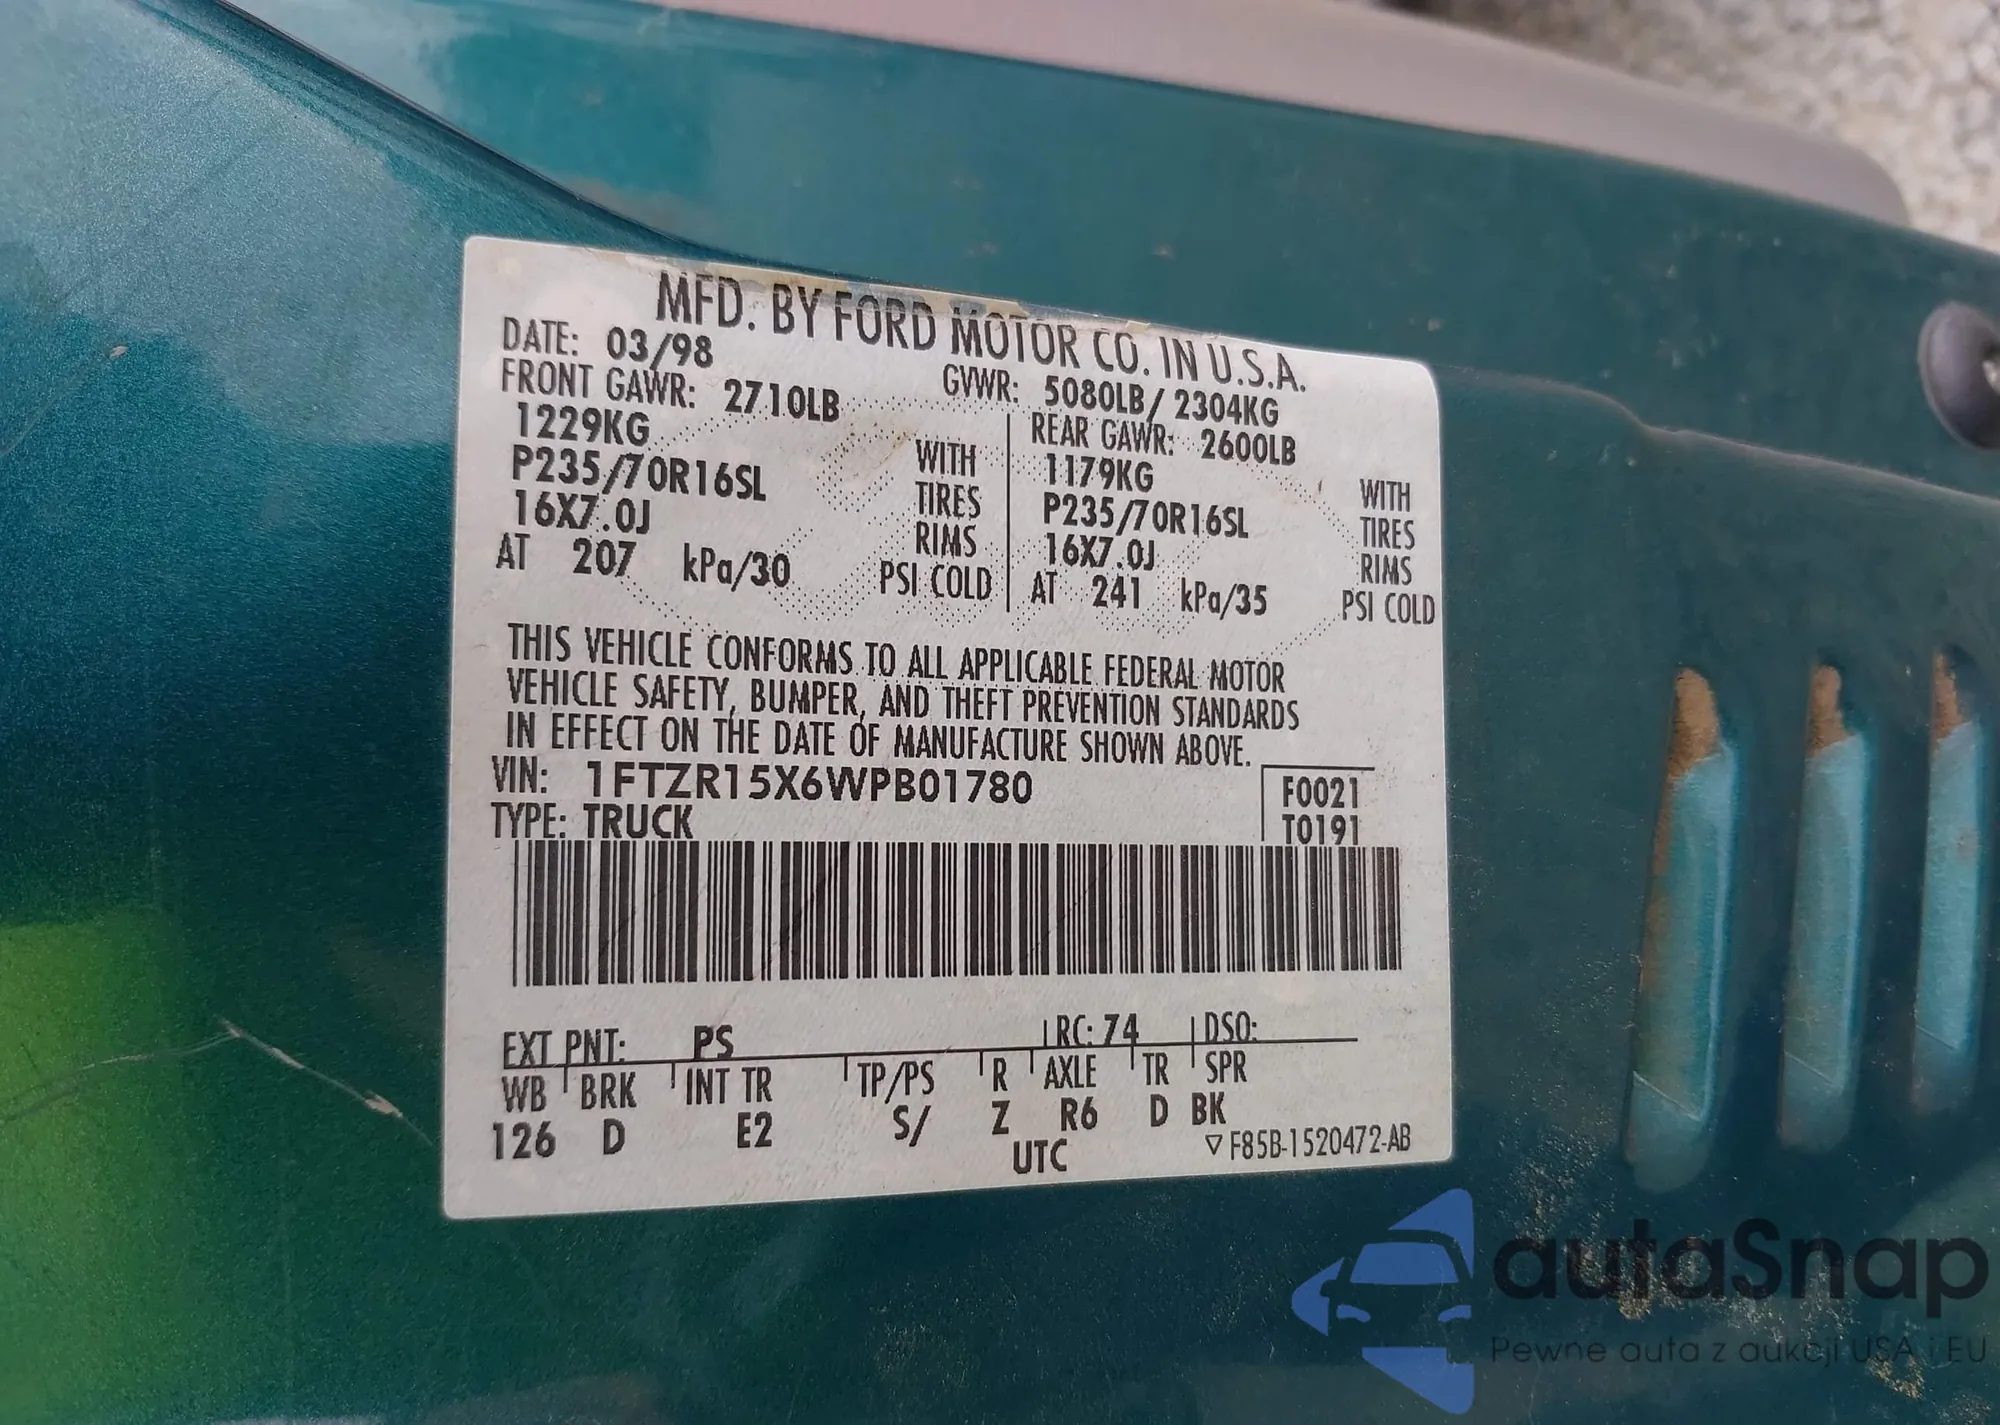 MFD. BY FORD MOTOR CO. IN U.S.A.
DATE: 03/98 GVWR: 5080LB/ 2304KG
FRONT GAWR: 2710LB REAR GAWR: 2600LB
1229KG WITH 1179KG WITH
P235/70R16SL TIRES P235/70R16SL TIRES
16X7.0J RIMS 16X7.0J RIMS
AT 207 kPa/30 PSI COLD AT 241 kPa/35 PSI COLD
THIS VEHICLE CONFORMS TO ALL APPLICABLE FEDERAL MOTOR
VEHICLE SAFETY, BUMPER, AND THEFT PREVENTION STANDARDS
IN EFFECT ON THE DATE OF MANUFACTURE SHOWN ABOVE.
VIN: 1FTZR15X6WPB01780 F0021
TYPE: TRUCK T0191
EXT PNT: PS RC: 74 DSO:
WB BRK INT TR TP/PS R AXLE TR SPR
126 D E2 S/ Z R6 D BK
UTC ▽ F85B-1520472-AB
autaSnap
Pewne auta z aukcji USA i EU